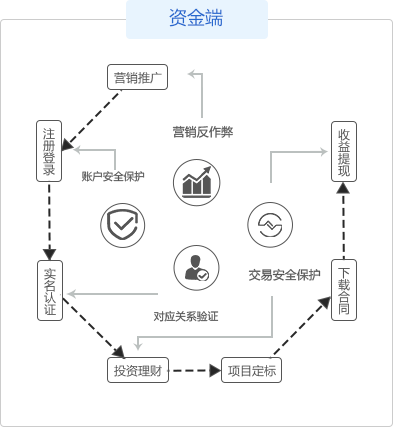 资金端
营销推广
营销反作弊
注册登录
收益提现
账户安全保护
实名认证
交易安全保护
下载合同
对应关系验证
投资理财
项目定标